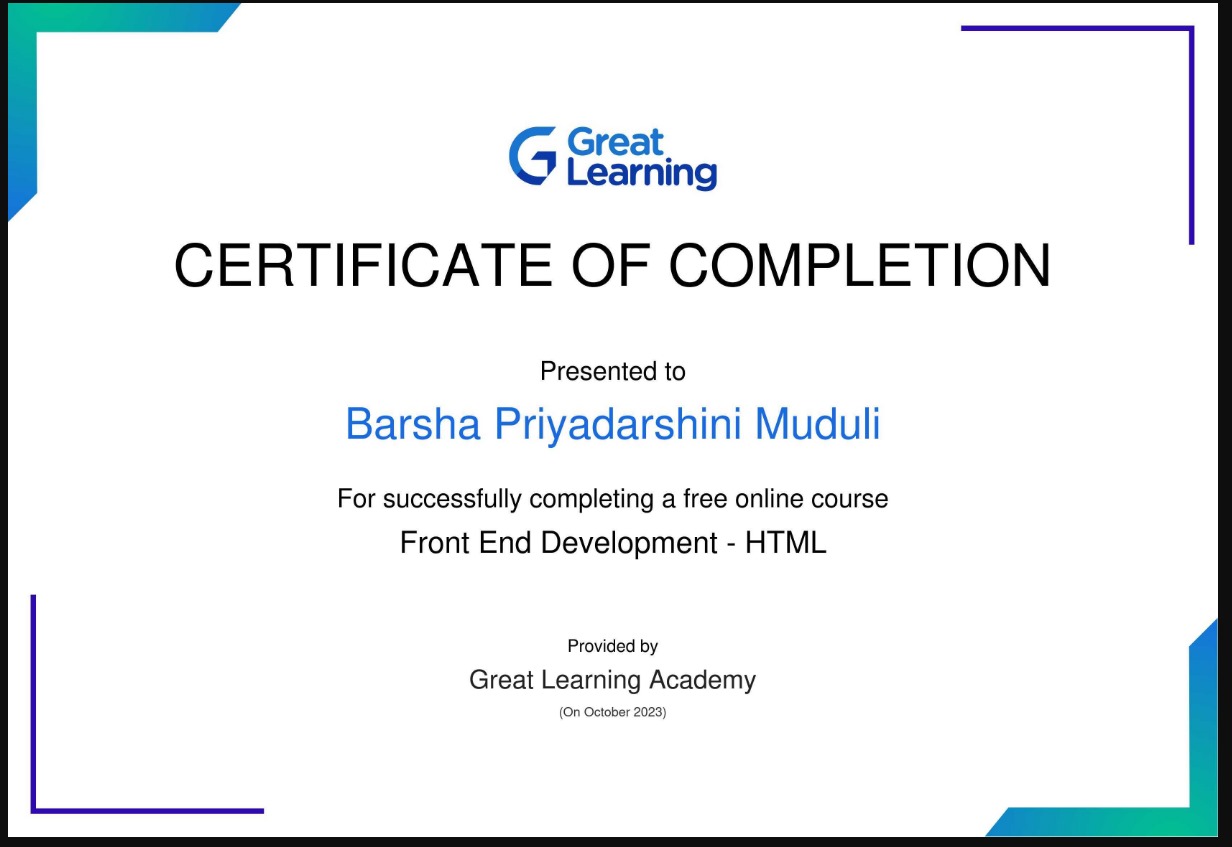 Great
Learning
CERTIFICATE OF COMPLETION
Presented to
Barsha Priyadarshini Muduli
For successfully completing a free online course
Front End Development - HTML
Provided by
Great Learning Academy
(On October 2023)